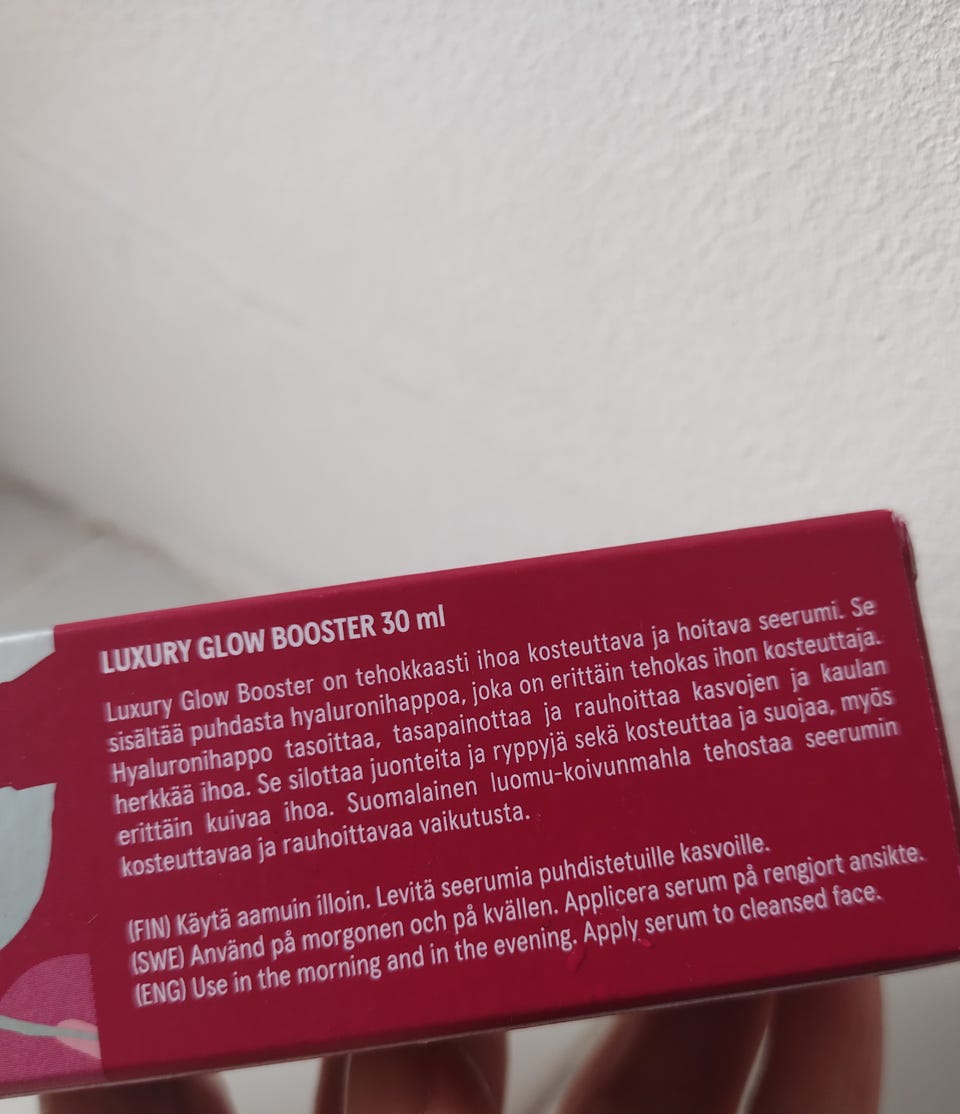 LUXURY GLOW BOOSTER 30 ml
Luxury Glow Booster on tehokkaasti ihoa kosteuttava ja hoitava seerumi. Se
sisältää puhdasta hyaluronihappoa, joka on erittäin tehokas ihon kosteuttaja.
Hyaluronihappo tasoittaa, tasapainottaa ja rauhoittaa kasvojen ja kaulan
herkkää ihoa. Se silottaa juonteita ja ryppyjä sekä kosteuttaa ja suojaa, myös
erittäin kuivaa ihoa. Suomalainen luomu-koivunmahla tehostaa seerumin
kosteuttavaa ja rauhoittavaa vaikutusta.
(FIN) Käytä aamuin illoin. Levitä seerumia puhdistetuille kasvoille.
(SWE) Använd på morgonen och på kvällen. Applicera serum på rengjort ansikte.
(ENG) Use in the morning and in the evening. Apply serum to cleansed face.